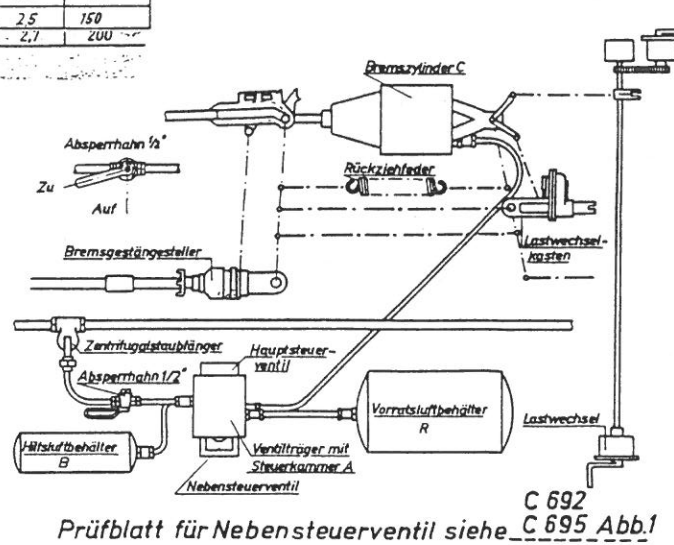 2,5 150
2,7 200
Bremszylinder C
Absperrhahn ½"
Zu
Auf
Rückziehfeder
Bremsgestängesteller
Lastwechsel-
kasten
Zentrifugalstaubfänger
Hauptsteuer-
ventil
Absperrhahn 1/2"
Vorratsluftbehälter
R
Lastwechsel
Hilfsluftbehälter
B
Ventilträger mit
Steuerkammer A
Nebensteuerventil
C 692
Prüfblatt für Nebensteuerventil siehe C 695 Abb.1